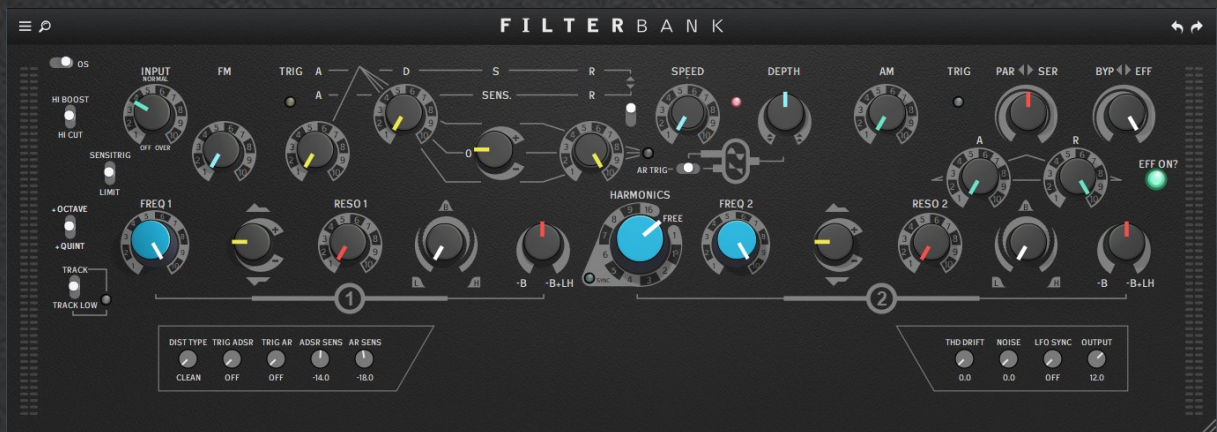 FILTERBANK
OS
INPUT
NORMAL
FM
TRIG
A D S R
A SENS. R
SPEED
DEPTH
AM
TRIG
PAR SER
BYP EFF
HI BOOST
HI CUT
OFF OVER
SENSITRIG
LIMIT
0
+
-
AR TRIG
A
R
EFF ON?
+OCTAVE
+QUINT
FREQ 1
RESO 1
B
L H
-B -B+LH
HARMONICS
FREE
SYNC
FREQ 2
RESO 2
B
L H
-B -B+LH
TRACK
TRACK LOW
1
2
DIST TYPE TRIG ADSR TRIG AR ADSR SENS AR SENS
CLEAN OFF OFF -14.0 -18.0
THD DRIFT NOISE LFO SYNC OUTPUT
0.0 0.0 OFF 12.0